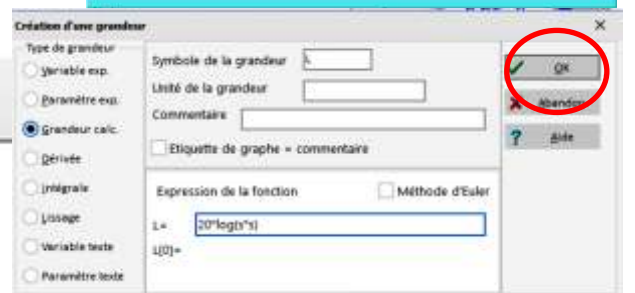 Création d'une grandeur
Type de grandeur
Variable exp.
Paramètre exp.
Grandeur calc.
Dérivée
Intégrale
Lissage
Variable texte
Paramètre texte
Symbole de la grandeur
Unité de la grandeur
Commentaire
Etiquette de graphe = commentaire
Expression de la fonction
Méthode d'Euler
L= 20*log(s*s)
L[0]=
OK
Abandon
Aide